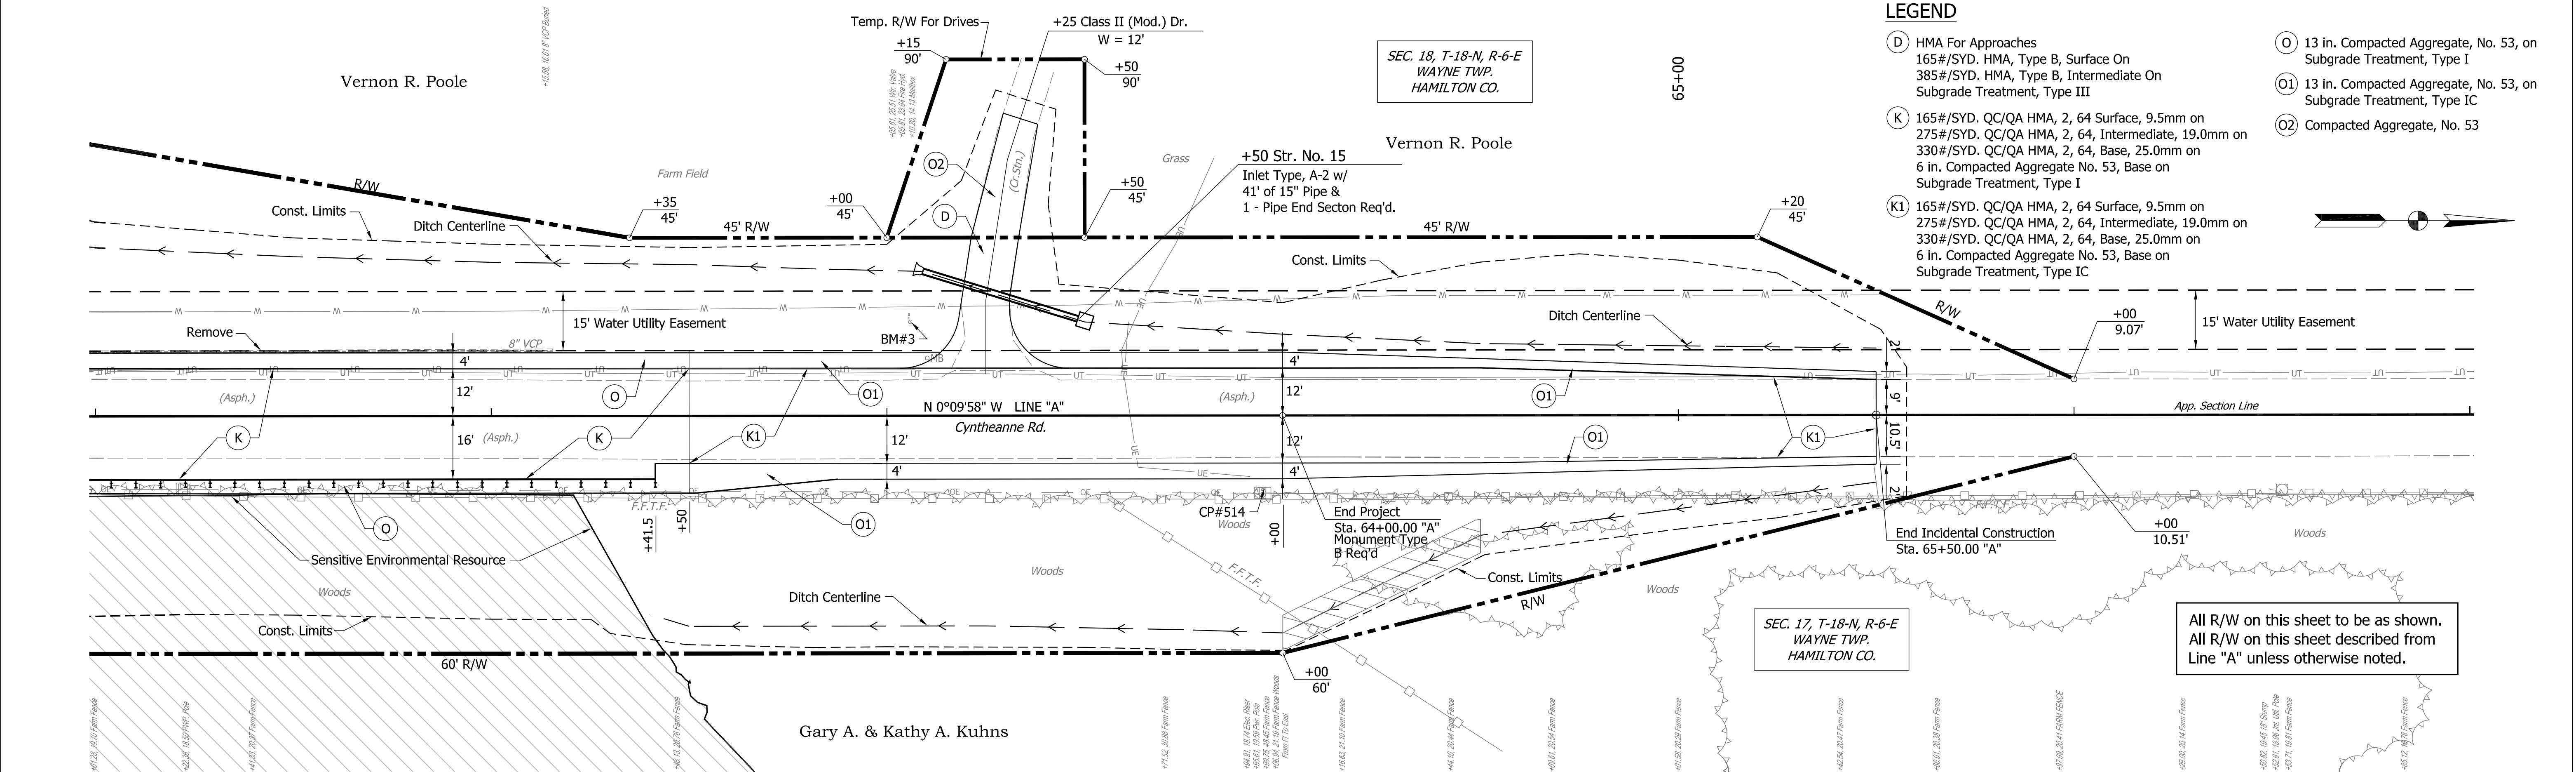 LEGEND
D HMA For Approaches
165#/SYD. HMA, Type B, Surface On
385#/SYD. HMA, Type B, Intermediate On
Subgrade Treatment, Type III
K 165#/SYD. QC/QA HMA, 2, 64 Surface, 9.5mm on
275#/SYD. QC/QA HMA, 2, 64, Intermediate, 19.0mm on
330#/SYD. QC/QA HMA, 2, 64, Base, 25.0mm on
6 in. Compacted Aggregate No. 53, Base on
Subgrade Treatment, Type I
K1 165#/SYD. QC/QA HMA, 2, 64 Surface, 9.5mm on
275#/SYD. QC/QA HMA, 2, 64, Intermediate, 19.0mm on
330#/SYD. QC/QA HMA, 2, 64, Base, 25.0mm on
6 in. Compacted Aggregate No. 53, Base on
Subgrade Treatment, Type IC
O 13 in. Compacted Aggregate, No. 53, on
Subgrade Treatment, Type I
O1 13 in. Compacted Aggregate, No. 53, on
Subgrade Treatment, Type IC
O2 Compacted Aggregate, No. 53
Temp. R/W For Drives
+25 Class II (Mod.) Dr.
W = 12'
+15
90'
+50
90'
SEC. 18, T-18-N, R-6-E
WAYNE TWP.
HAMILTON CO.
65+00
Vernon R. Poole
Vernon R. Poole
Farm Field
Grass
O2
(Cr.Stn.)
D
+50 Str. No. 15
Inlet Type, A-2 w/
41' of 15" Pipe &
1 - Pipe End Secton Req'd.
R/W
Const. Limits
Ditch Centerline
+35
45'
45' R/W
+00
45'
+50
45'
45' R/W
+20
45'
Const. Limits
R/W
+00
9.07'
15' Water Utility Easement
15' Water Utility Easement
Ditch Centerline
Remove
8" VCP
BM#3
MB
4'
12'
16'
4'
12'
12'
4'
12'
4'
2'
9'
10.5'
2'
(Asph.)
(Asph.)
(Asph.)
O
O1
O1
N 0°09'58" W LINE "A"
Cyntheanne Rd.
App. Section Line
K
K
K1
O1
K1
UE
UE
UT
UT
W
OE
F.F.T.F.
CP#514
Woods
O
O1
+41.5
+50
+00
End Project
Sta. 64+00.00 "A"
Monument Type
B Req'd
End Incidental Construction
Sta. 65+50.00 "A"
+00
10.51'
Woods
Sensitive Environmental Resource
Woods
Woods
F.F.T.F.
Const. Limits
R/W
Woods
Ditch Centerline
Const. Limits
60' R/W
+00
60'
SEC. 17, T-18-N, R-6-E
WAYNE TWP.
HAMILTON CO.
All R/W on this sheet to be as shown.
All R/W on this sheet described from
Line "A" unless otherwise noted.
Gary A. & Kathy A. Kuhns